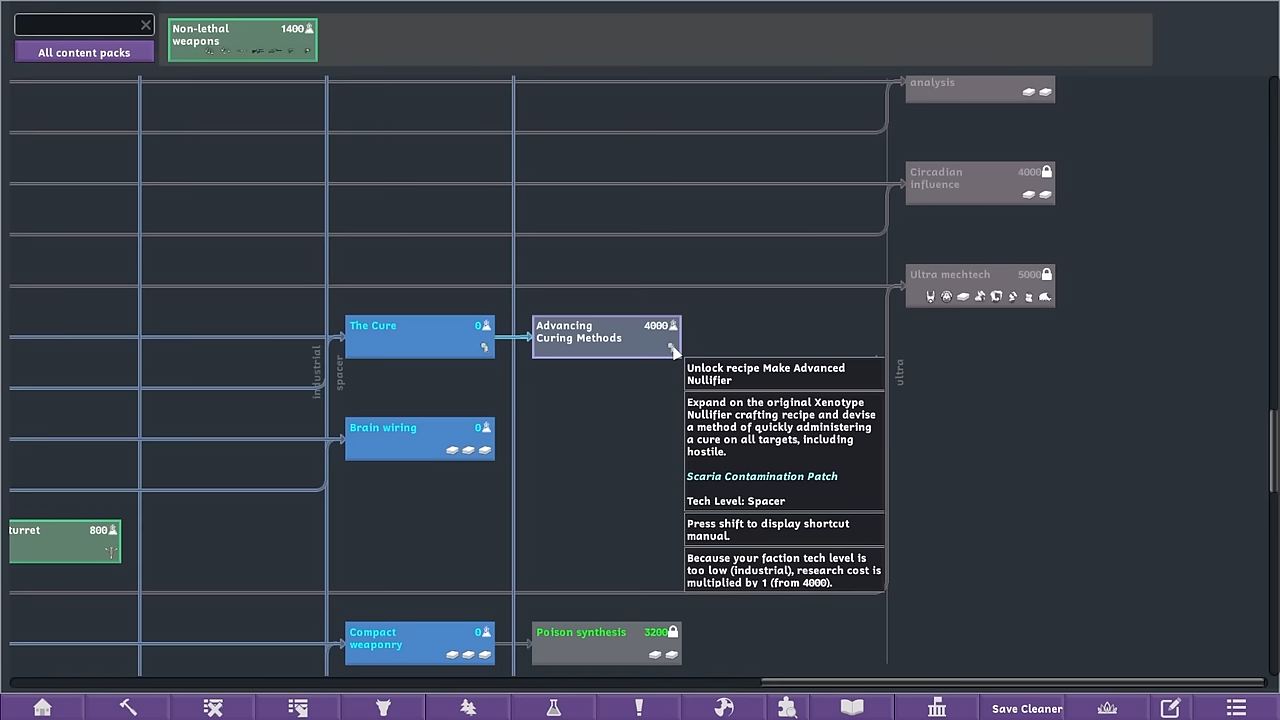 Non-lethal 1400
weapons
All content packs
analysis
Circadian 4000
influence
Ultra mechtech 5000
The Cure 0
Advancing 4000
Curing Methods
industrial
spacer
ultra
Unlock recipe Make Advanced
Nullifier
Expand on the original Xenotype
Nullifier crafting recipe and devise
a method of quickly administering
a cure on all targets, including
hostile.
Scaria Contamination Patch
Tech Level: Spacer
Press shift to display shortcut
manual.
Because your faction tech level is
too low (industrial), research cost is
multiplied by 1 (from 4000).
Brain wiring 0
turret 800
Compact 0
weaponry
Poison synthesis 3200
Save Cleaner